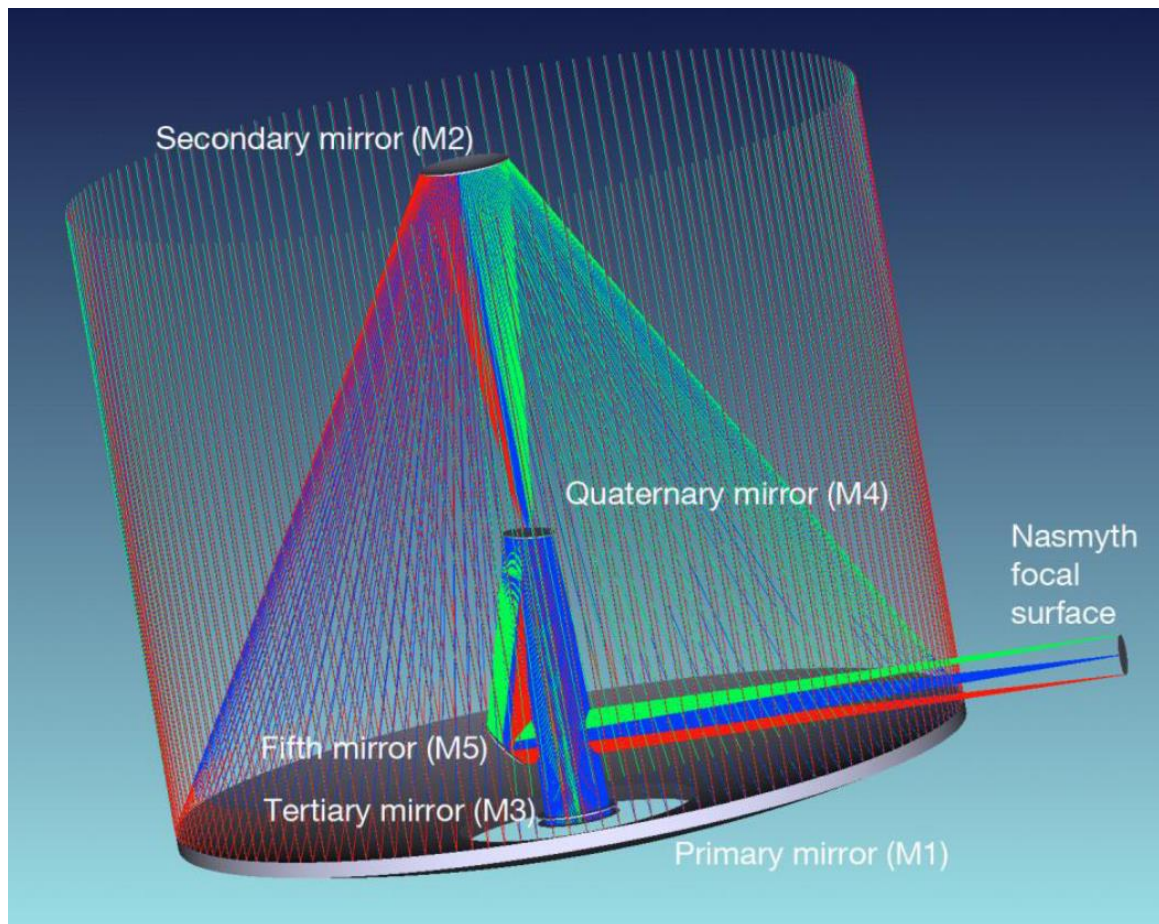 Secondary mirror (M2)
Quaternary mirror (M4)
Nasmyth
focal
surface
Fifth mirror (M5)
Tertiary mirror (M3)
Primary mirror (M1)